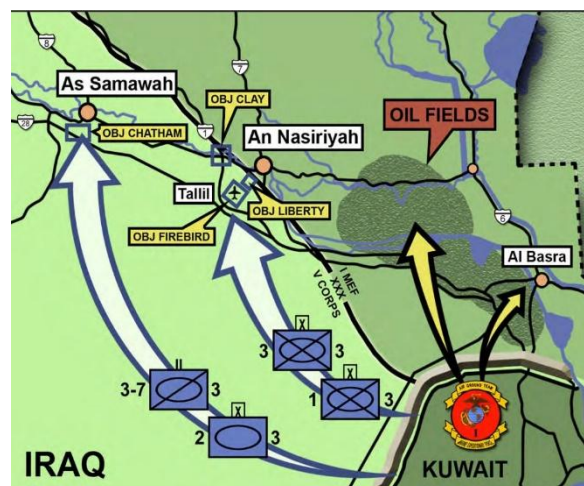 8
7
As Samawah
OBJ CLAY
An Nasiriyah
OIL FIELDS
28
OBJ CHATHAM
1
Tallil
OBJ LIBERTY
OBJ FIREBIRD
6
Al Basra
I MEF
XXX
V CORPS
X
3
3
X
1
3
II
3-7
3
X
2
3
IRAQ
KUWAIT